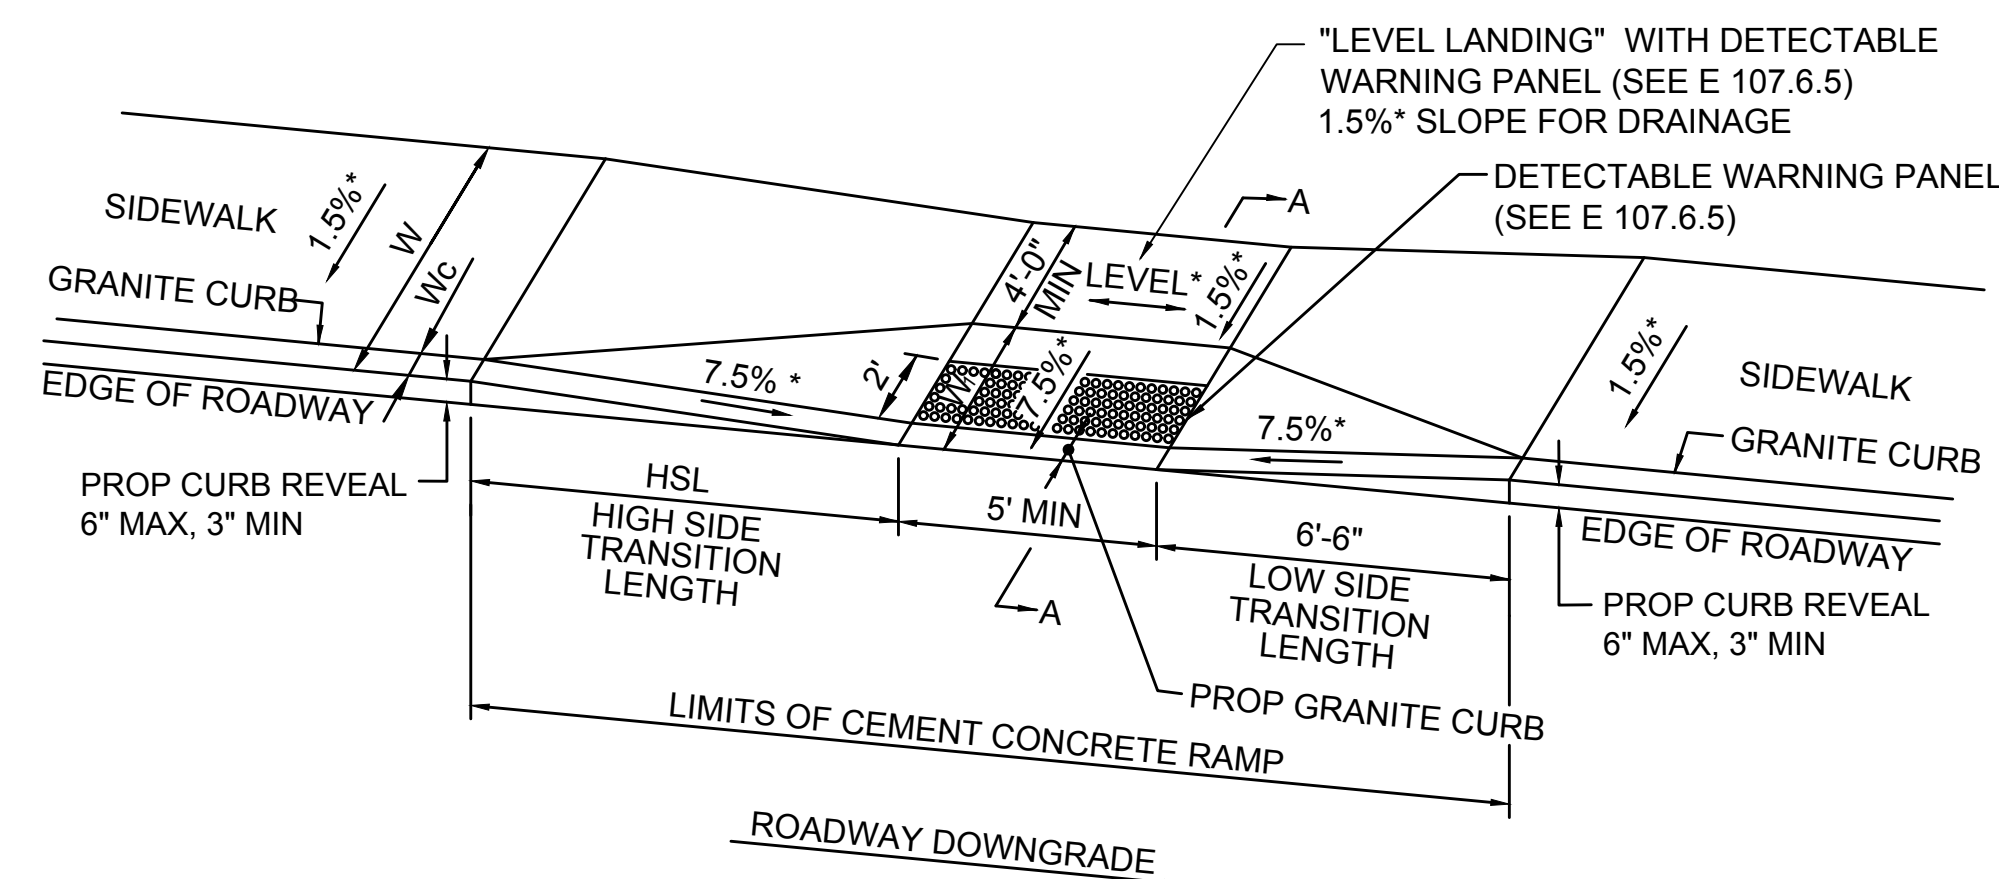 "LEVEL LANDING" WITH DETECTABLE
WARNING PANEL (SEE E 107.6.5)
1.5%* SLOPE FOR DRAINAGE
DETECTABLE WARNING PANEL
(SEE E 107.6.5)
A
SIDEWALK
1.5%*
W
Wc
GRANITE CURB
EDGE OF ROADWAY
4'-0"
MIN
LEVEL*
1.5%*
7.5% *
2'
7.5%*
7.5%*
1.5%*
SIDEWALK
GRANITE CURB
EDGE OF ROADWAY
PROP CURB REVEAL
6" MAX, 3" MIN
HSL
HIGH SIDE
TRANSITION
LENGTH
5' MIN
6'-6"
LOW SIDE
TRANSITION
LENGTH
A
PROP CURB REVEAL
6" MAX, 3" MIN
PROP GRANITE CURB
LIMITS OF CEMENT CONCRETE RAMP
ROADWAY DOWNGRADE